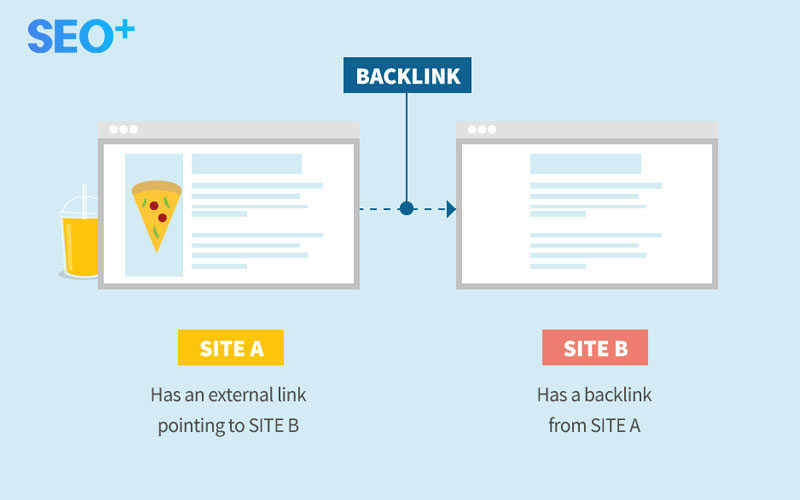 SEO+
BACKLINK
SITE A
Has an external link
pointing to SITE B
SITE B
Has a backlink
from SITE A